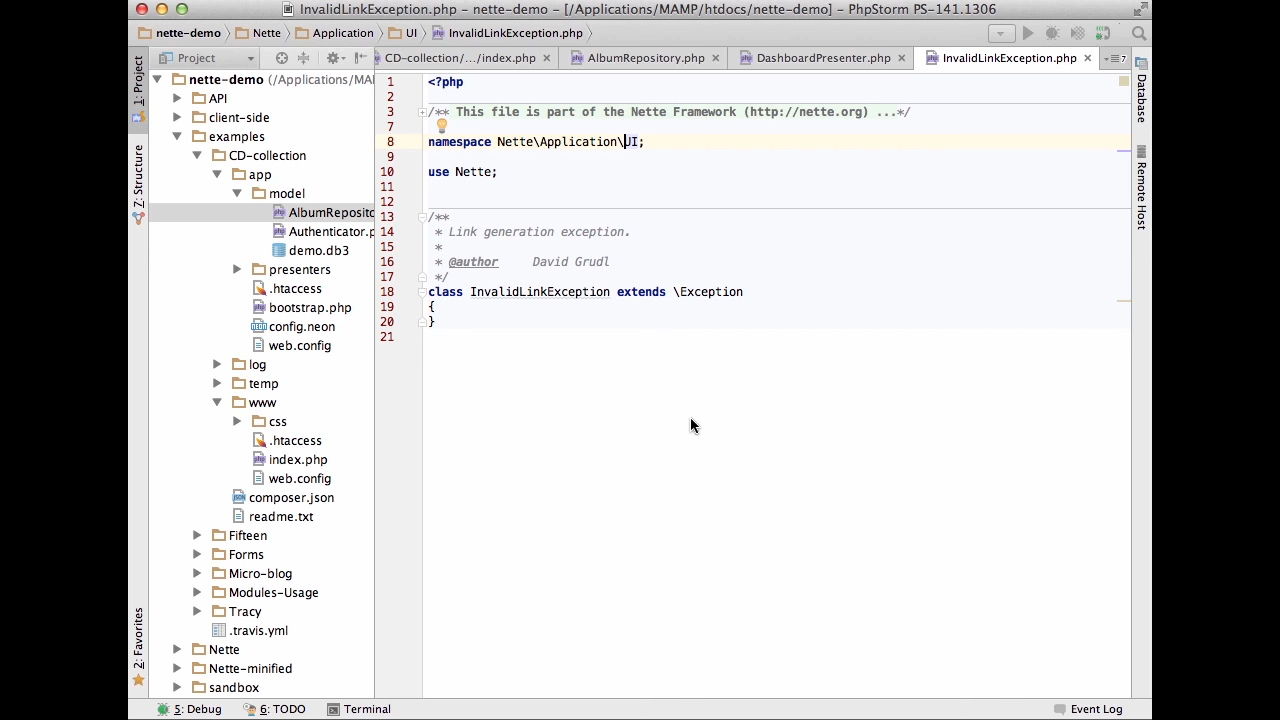 InvalidLinkException.php – nette-demo – [/Applications/MAMP/htdocs/nette-demo] – PhpStorm PS-141.1306
nette-demo Nette Application UI InvalidLinkException.php
Project
CD-collection/.../index.php AlbumRepository.php DashboardPresenter.php InvalidLinkException.php 7
1: Project
Z: Structure
2: Favorites
nette-demo (/Applications/MA
API
client-side
examples
CD-collection
app
model
AlbumReposito
Authenticator.p
demo.db3
presenters
.htaccess
bootstrap.php
config.neon
web.config
log
temp
www
css
.htaccess
index.php
web.config
composer.json
readme.txt
Fifteen
Forms
Micro-blog
Modules-Usage
Tracy
.travis.yml
Nette
Nette-minified
sandbox
1 <?php
2
3 /** This file is part of the Nette Framework (http://nette.org) ...*/
7
8 namespace Nette\Application\UI;
9
10 use Nette;
11
12
13 /**
14 * Link generation exception.
15 *
16 * @author David Grudl
17 */
18 class InvalidLinkException extends \Exception
19 {
20 }
21
Database
Remote Host
5: Debug 6: TODO Terminal Event Log